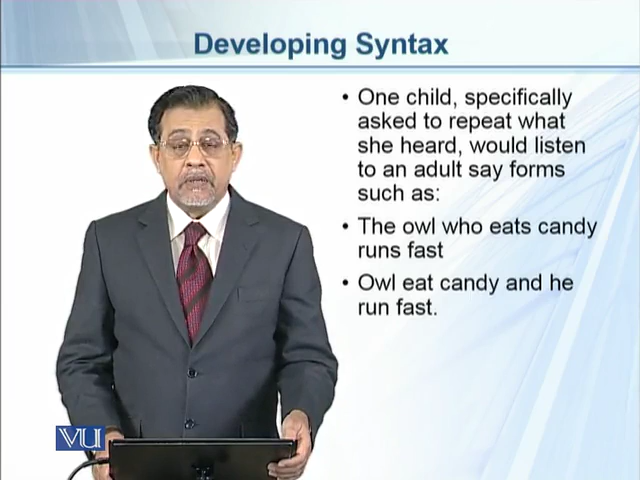 Developing Syntax
• One child, specifically
asked to repeat what
she heard, would listen
to an adult say forms
such as:
• The owl who eats candy
runs fast
• Owl eat candy and he
run fast.
VU